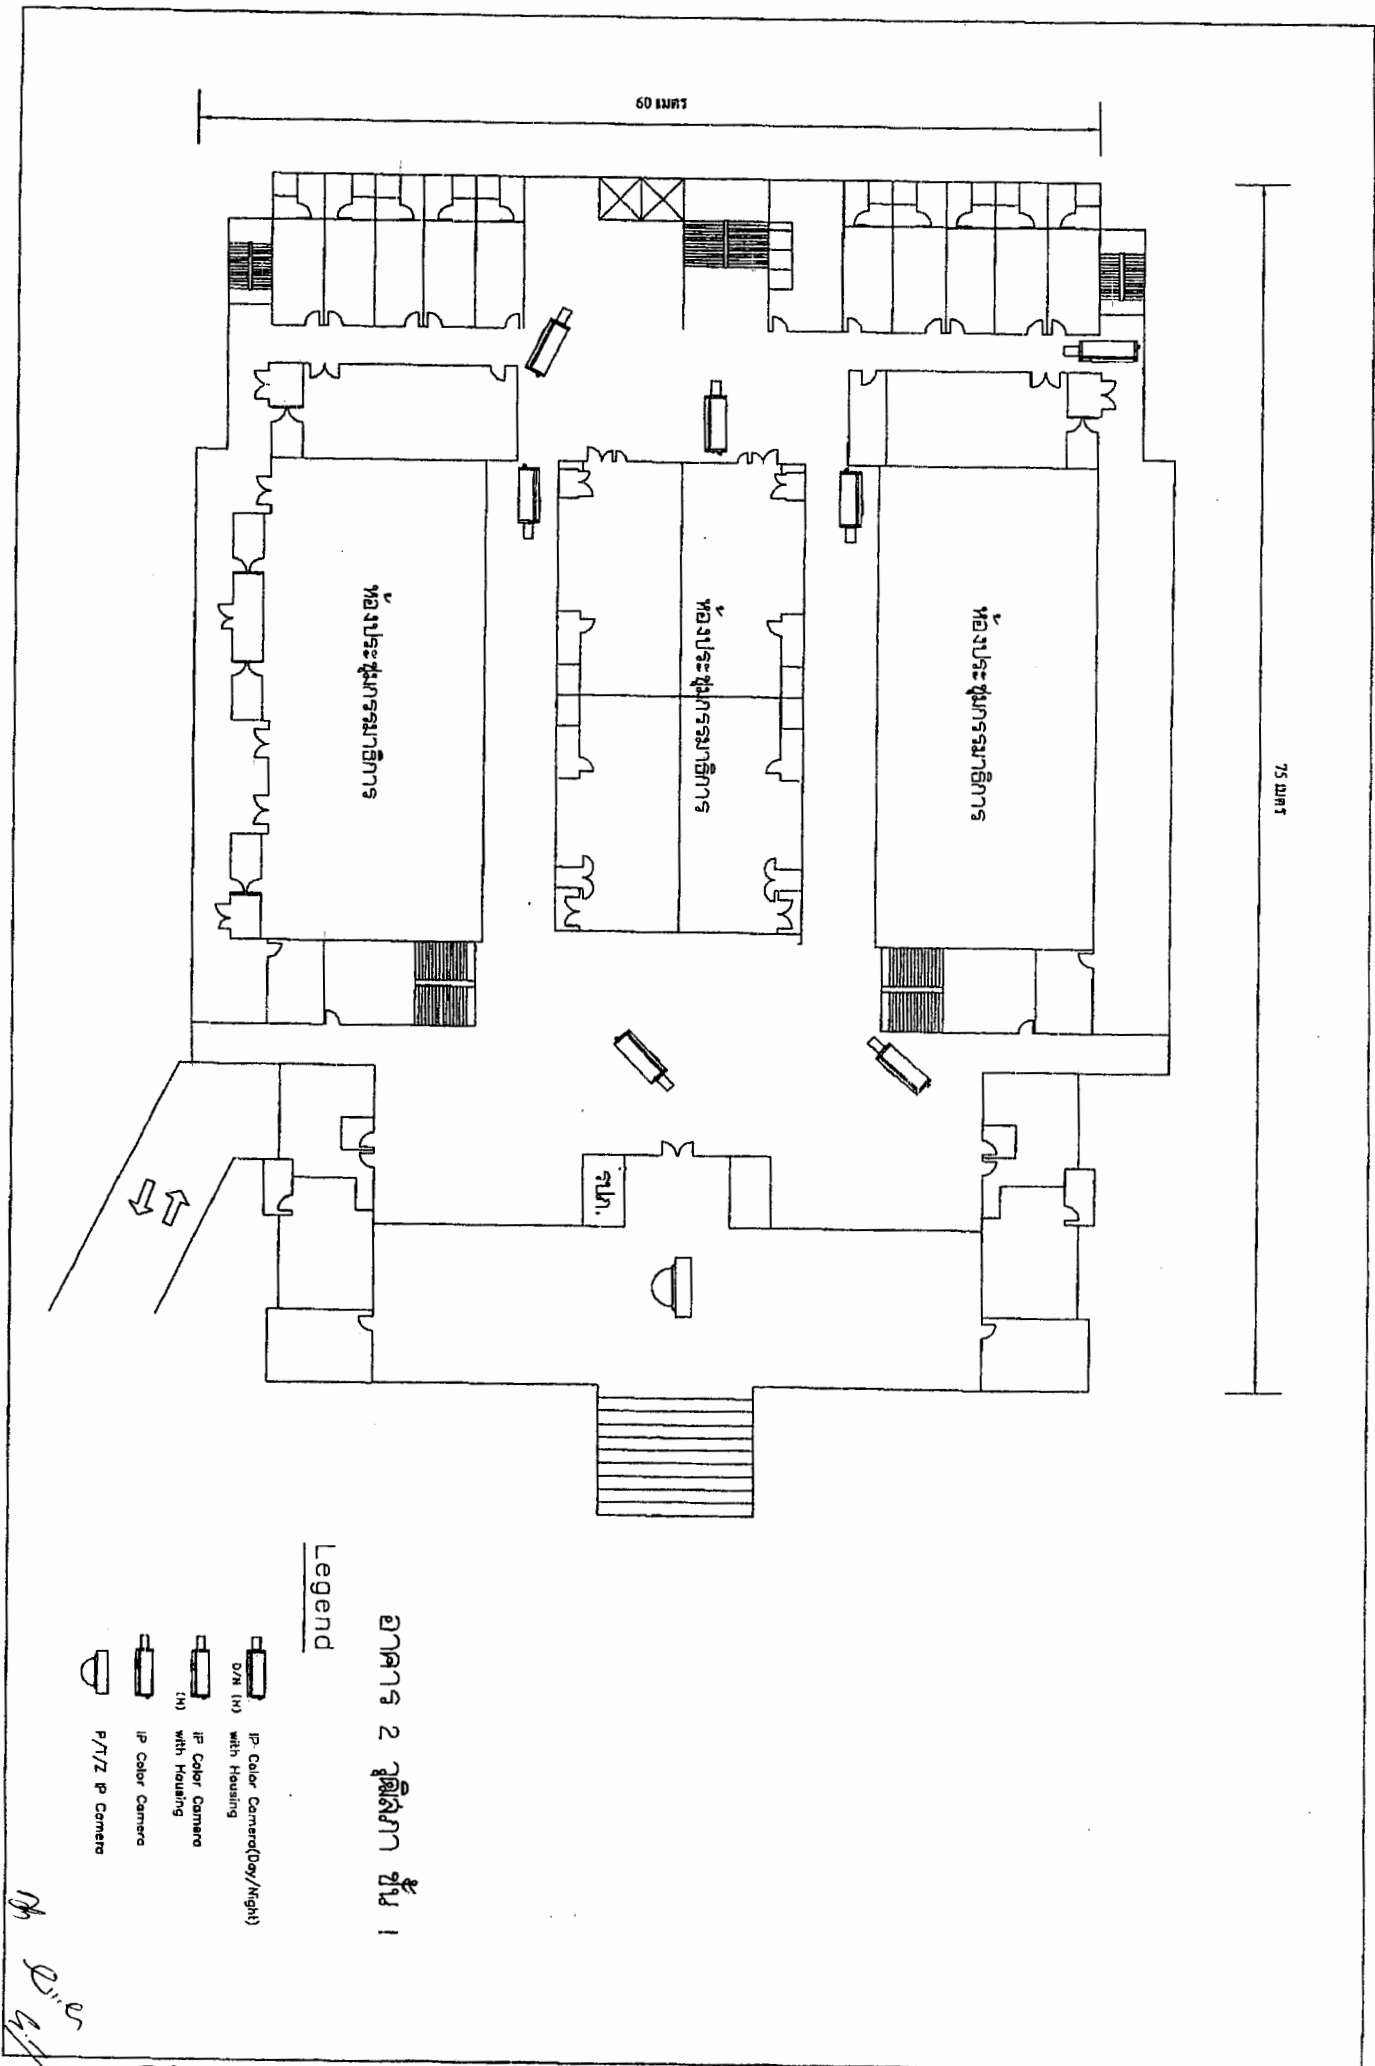 60 เมตร
75 เมตร
ห้องประชุมกรรมาธิการ
ห้องประชุมกรรมาธิการ
ห้องประชุมกรรมาธิการ
รปภ.
อาคาร 2 วุฒิสภา ชั้น 1
Legend
IP Color Camera(Day/Night)
D/N (H) with Housing
IP Color Camera
(H) with Housing
IP Color Camera
P/T/Z IP Camera